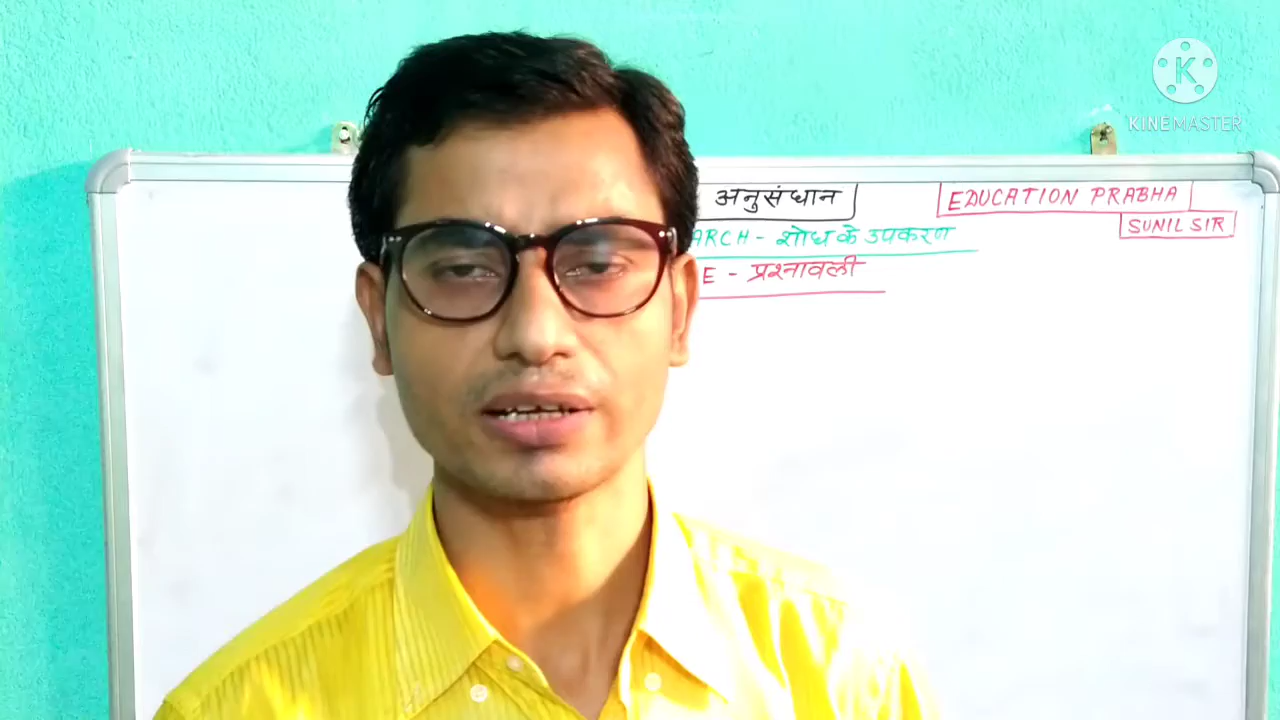 KINEMASTER
अनुसंधान
EDUCATION PRABHA
SUNIL SIR
ARCH - शोध के उपकरण
E - प्रश्नावली